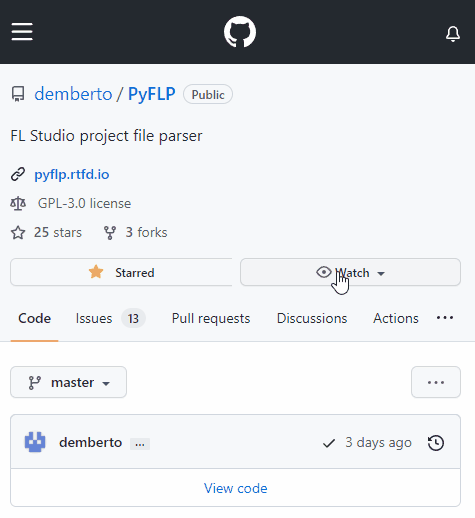 demberto / PyFLP Public
FL Studio project file parser
pyflp.rtfd.io
GPL-3.0 license
25 stars 3 forks
Starred Watch
Code Issues 13 Pull requests Discussions Actions ...
master ...
demberto ... 3 days ago
View code